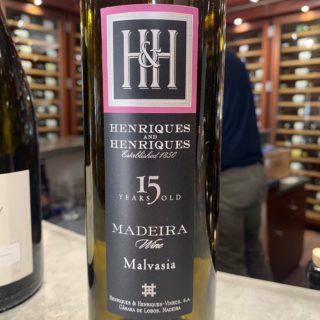 H&H
HENRIQUES
AND
HENRIQUES
Established 1850
15
YEARS OLD
MADEIRA
Wine
Malvasia
HENRIQUES & HENRIQUES-VINHOS, S.A.
CÂMARA DE LOBOS, MADEIRA